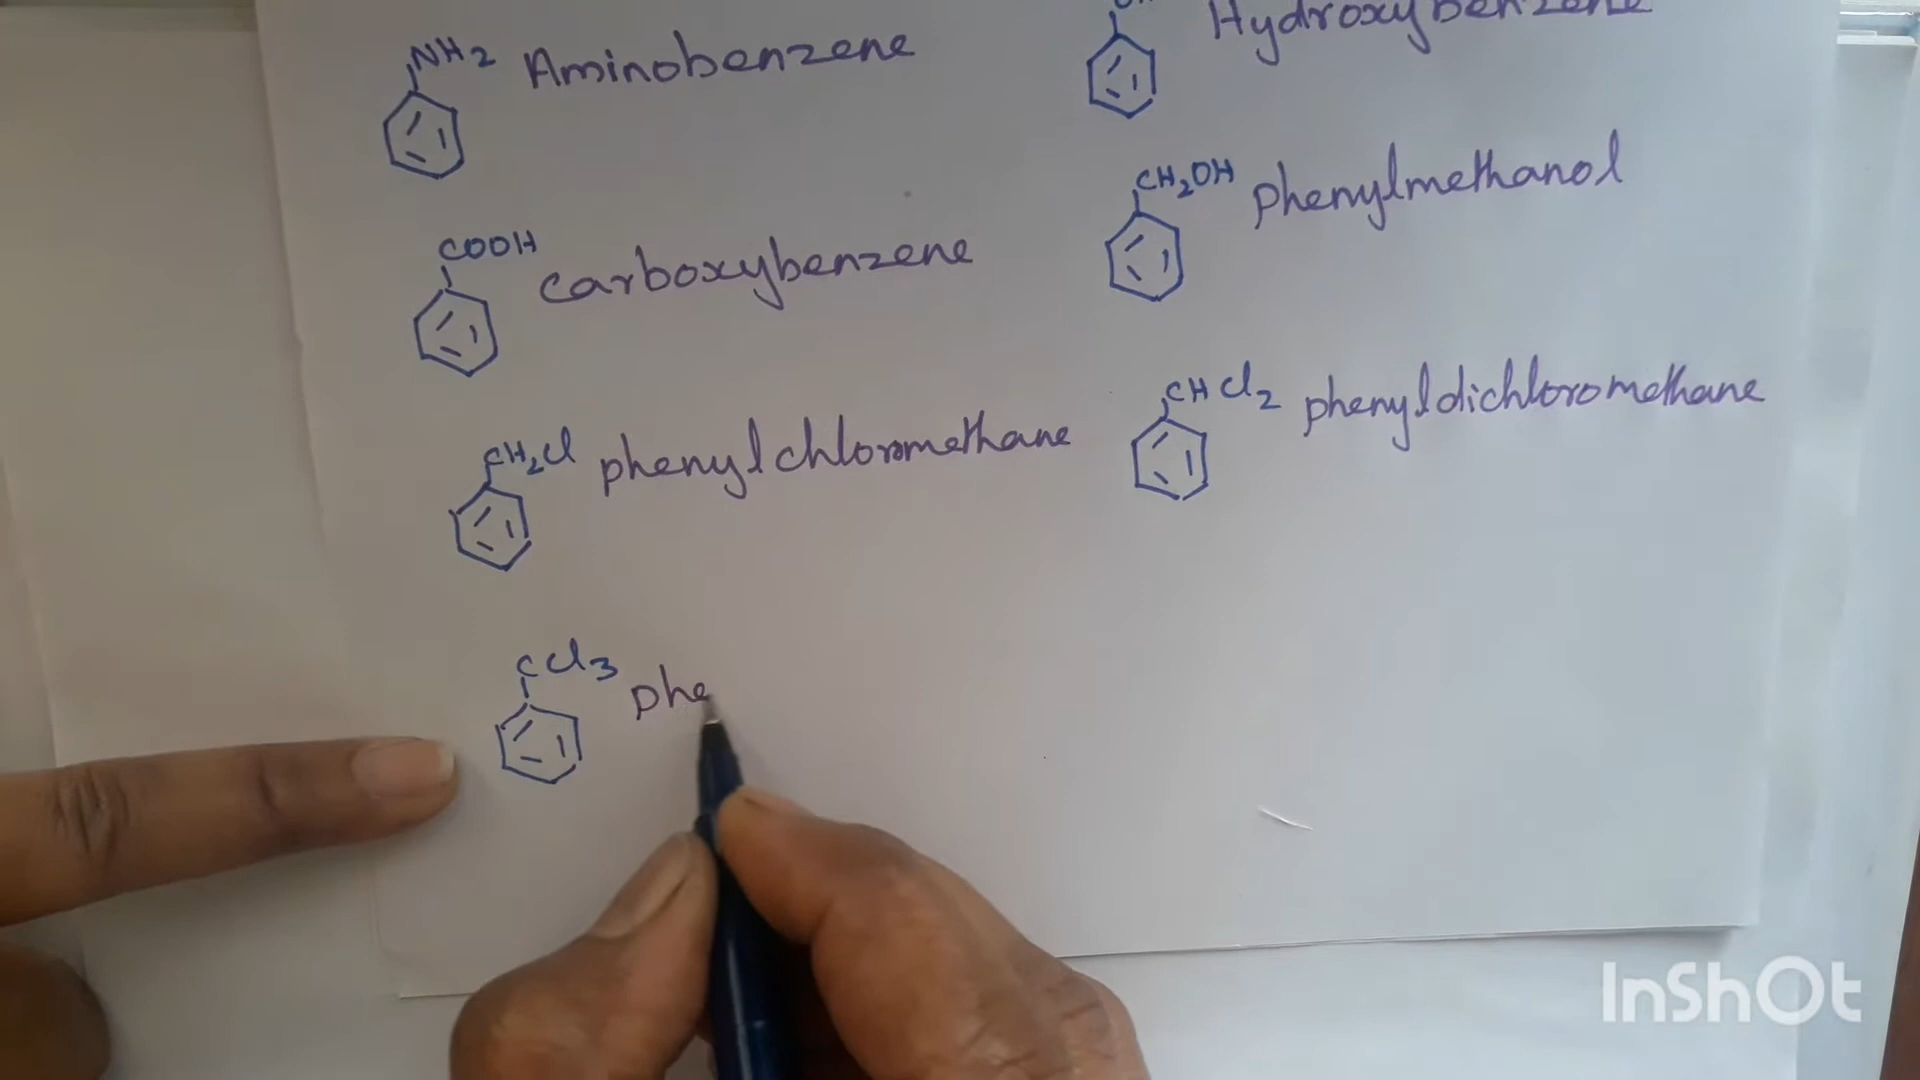 NH2 Aminobenzene
Hydroxybenzene
CH2OH phenylmethanol
COOH carboxybenzene
CH2Cl phenylchloromethane
CHCl2 phenyldichloromethane
CCl3 phe
InShOt